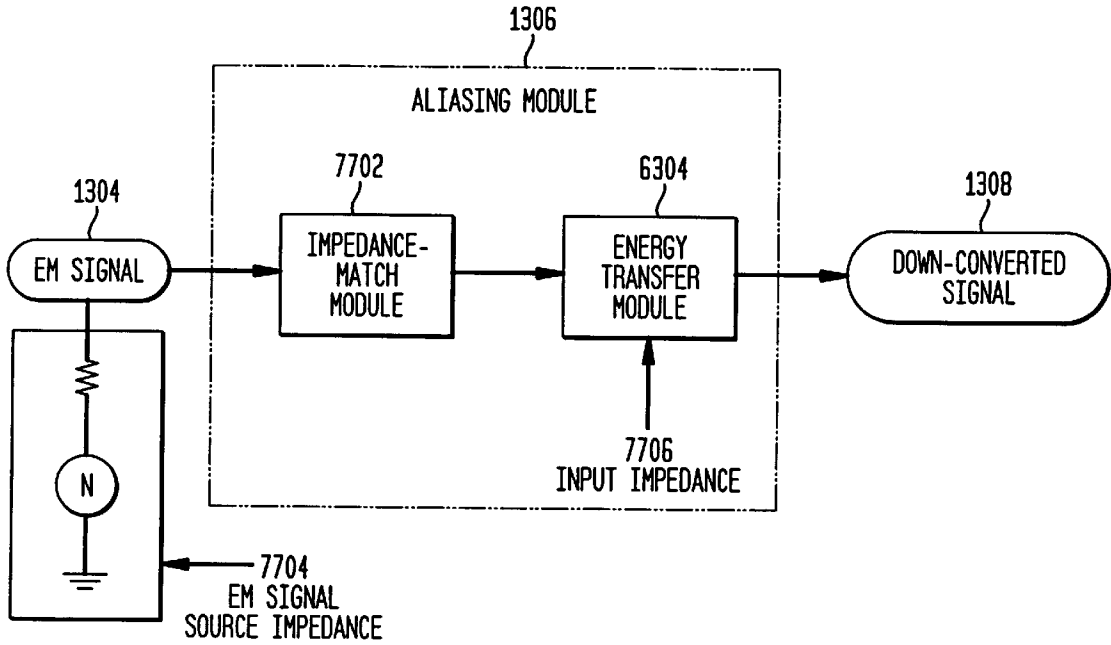 1306
ALIASING MODULE
7702
6304
1304
1308
EM SIGNAL
IMPEDANCE-
MATCH
MODULE
ENERGY
TRANSFER
MODULE
DOWN-CONVERTED
SIGNAL
N
7706
INPUT IMPEDANCE
7704
EM SIGNAL
SOURCE IMPEDANCE